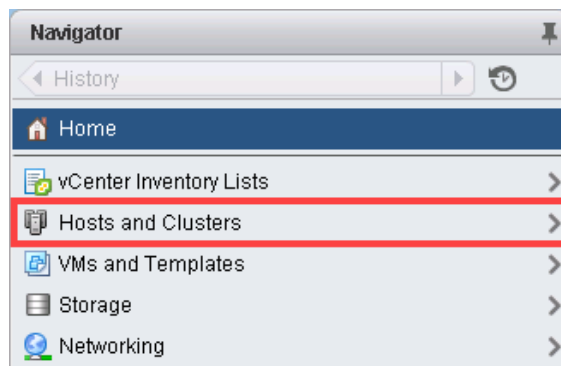 Navigator
History
Home
vCenter Inventory Lists
Hosts and Clusters
VMs and Templates
Storage
Networking